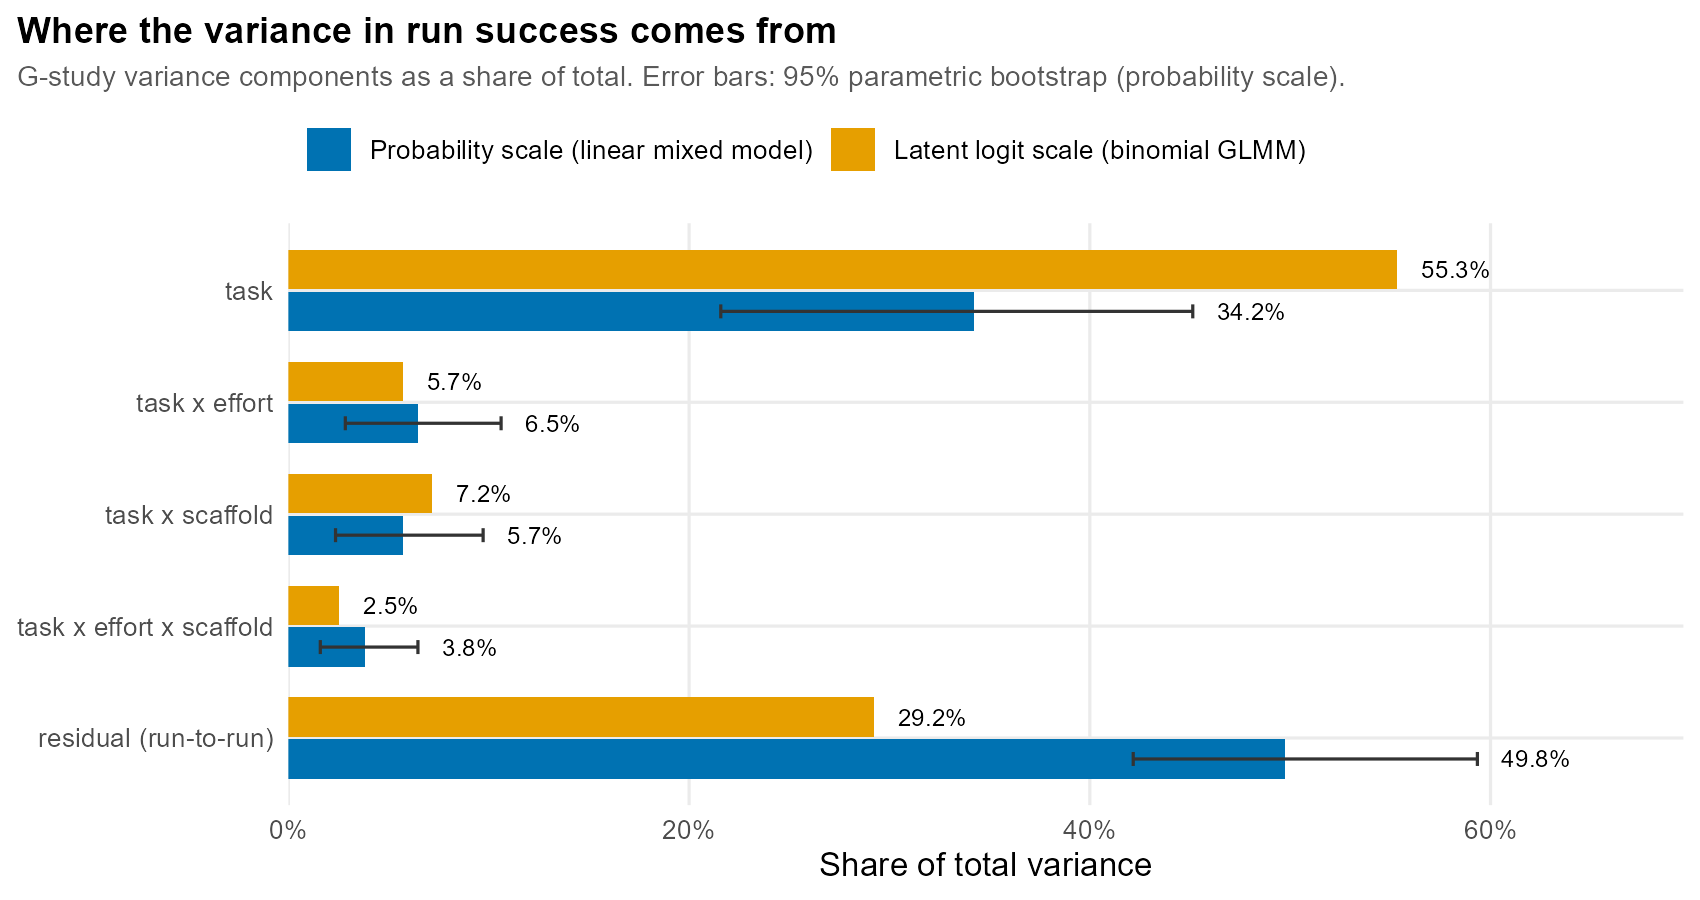 Where the variance in run success comes from
G-study variance components as a share of total. Error bars: 95% parametric bootstrap (probability scale).
Probability scale (linear mixed model)
Latent logit scale (binomial GLMM)
task
55.3%
34.2%
task x effort
5.7%
6.5%
task x scaffold
7.2%
5.7%
task x effort x scaffold
2.5%
3.8%
residual (run-to-run)
29.2%
49.8%
0%
20%
40%
60%
Share of total variance